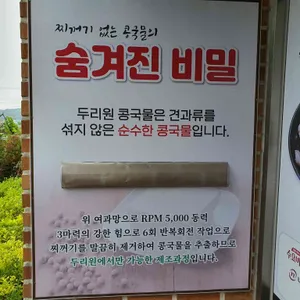 찌꺼기 없는 콩국물의
숨겨진 비밀
두리원 콩국물은 견과류를
섞지 않은 순수한 콩국물입니다.
위 여과망으로 RPM 5,000 동력
3마력의 강한 힘으로 6회 반복회전 작업으로
찌꺼기를 말끔히 제거하여 콩국물을 추출하므로
두리원에서만 가능한 제조과정입니다.